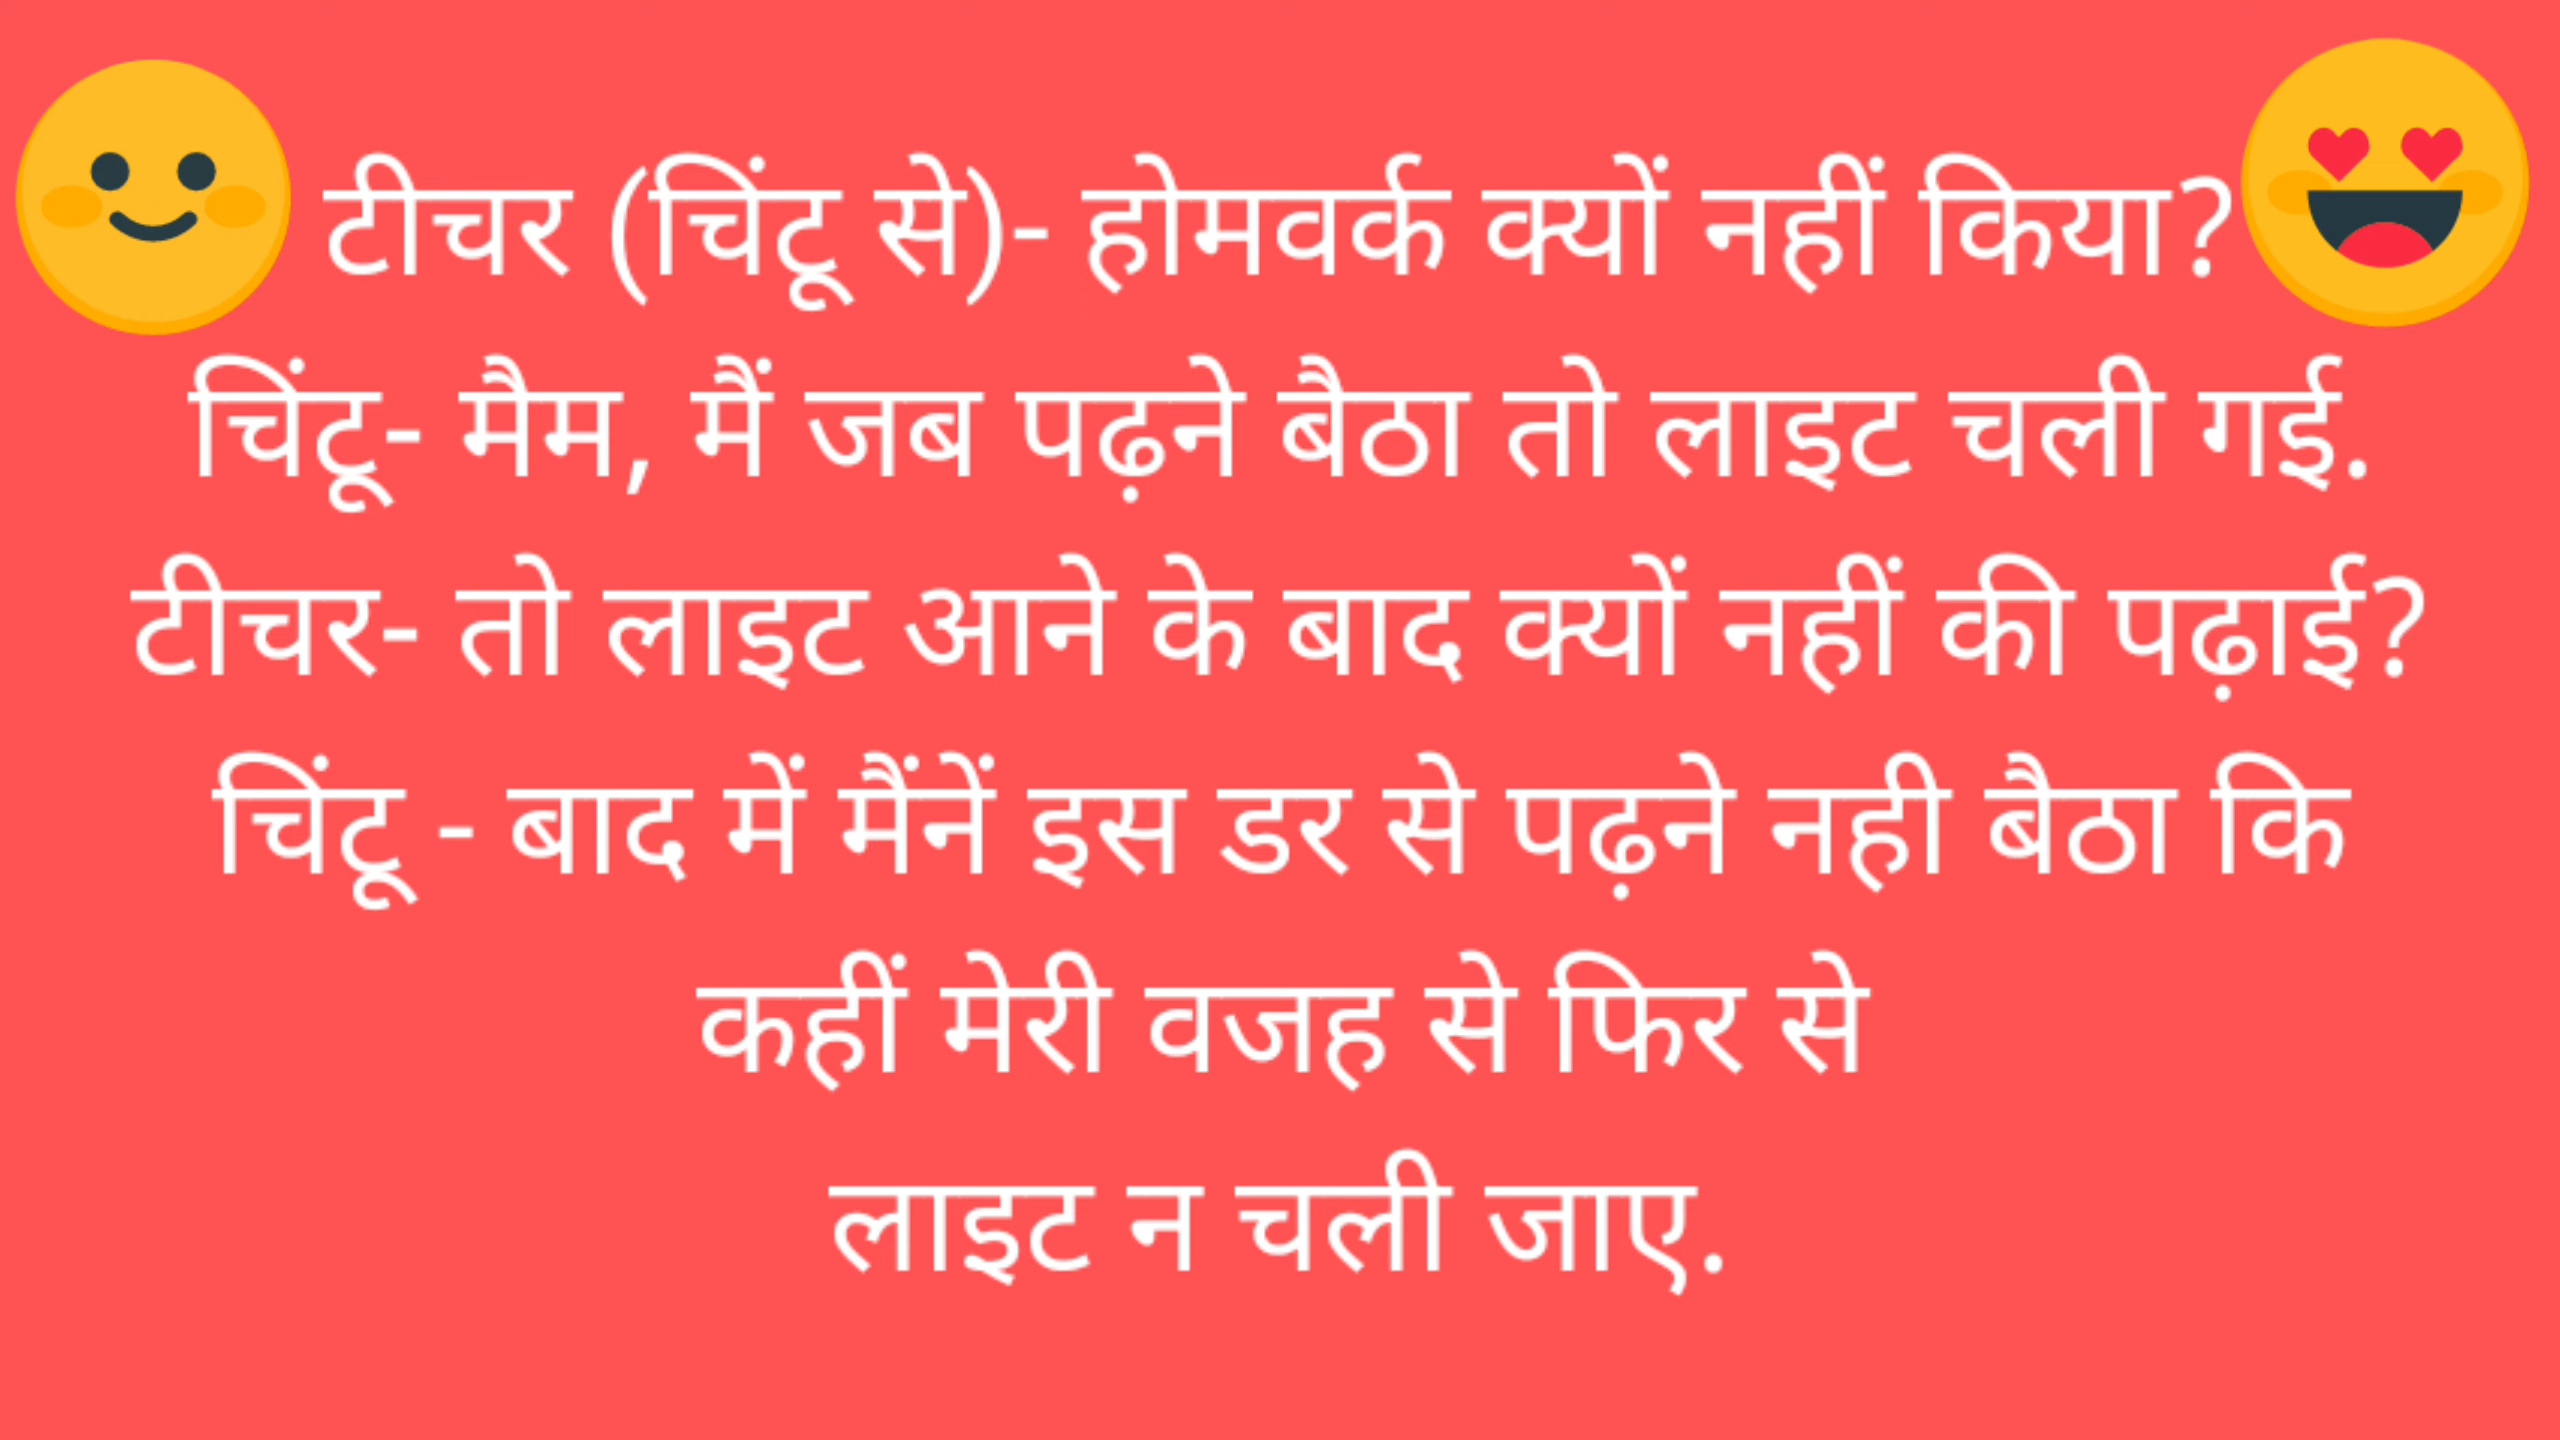 टीचर (चिंटू से)- होमवर्क क्यों नहीं किया?
चिंटू- मैम, मैं जब पढ़ने बैठा तो लाइट चली गई.
टीचर- तो लाइट आने के बाद क्यों नहीं की पढ़ाई?
चिंटू - बाद में मैंनें इस डर से पढ़ने नही बैठा कि
कहीं मेरी वजह से फिर से
लाइट न चली जाए.